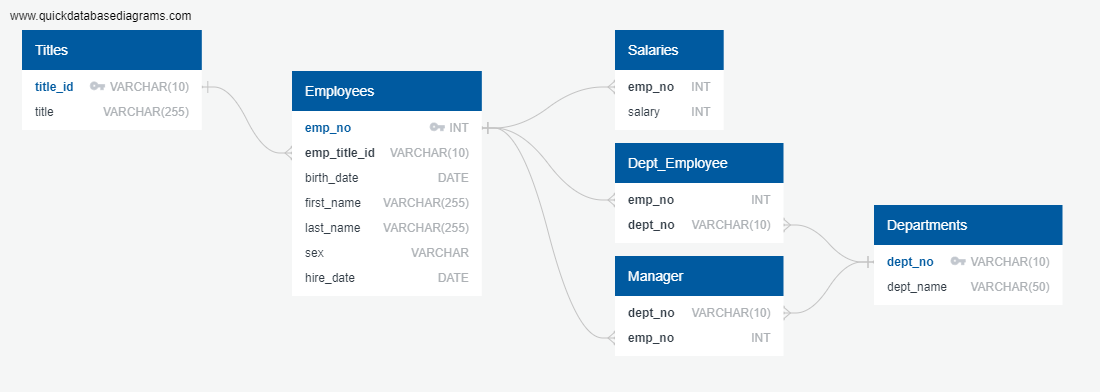 www.quickdatabasediagrams.com
Titles
title_id VARCHAR(10)
title VARCHAR(255)
Employees
emp_no INT
emp_title_id VARCHAR(10)
birth_date DATE
first_name VARCHAR(255)
last_name VARCHAR(255)
sex VARCHAR
hire_date DATE
Salaries
emp_no INT
salary INT
Dept_Employee
emp_no INT
dept_no VARCHAR(10)
Manager
dept_no VARCHAR(10)
emp_no INT
Departments
dept_no VARCHAR(10)
dept_name VARCHAR(50)